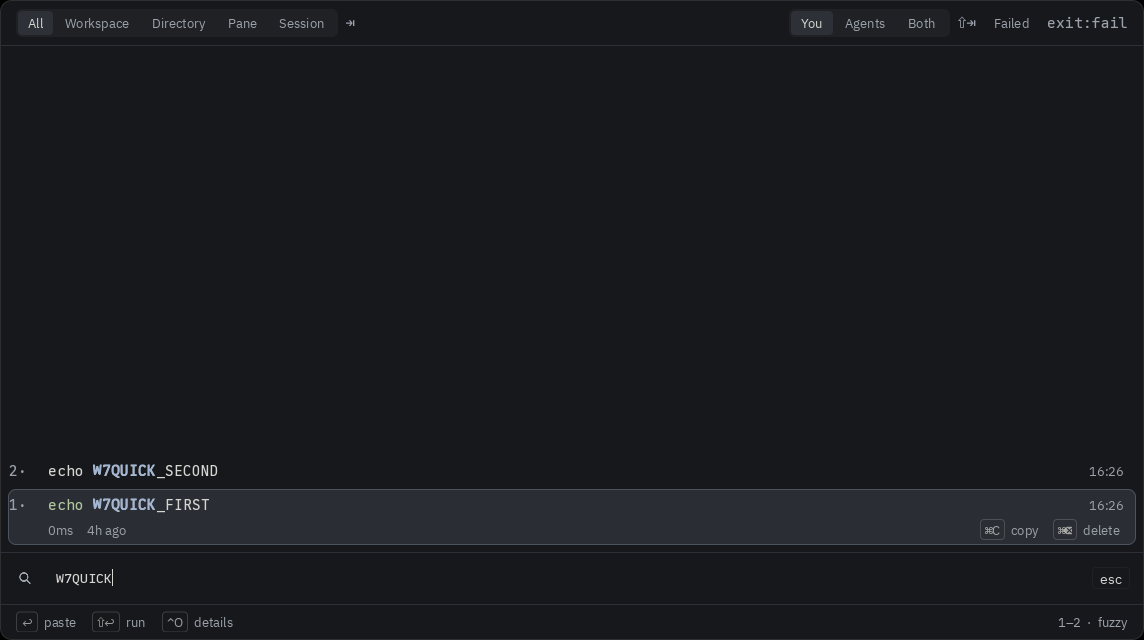 All Workspace Directory Pane Session ⇥ You Agents Both ⇧⇥ Failed exit:fail
2· echo W7QUICK_SECOND 16:26
1· echo W7QUICK_FIRST 16:26
0ms 4h ago ⌘C copy ⌘⌫ delete
W7QUICK esc
↩ paste ⇧↩ run ^O details 1–2 · fuzzy